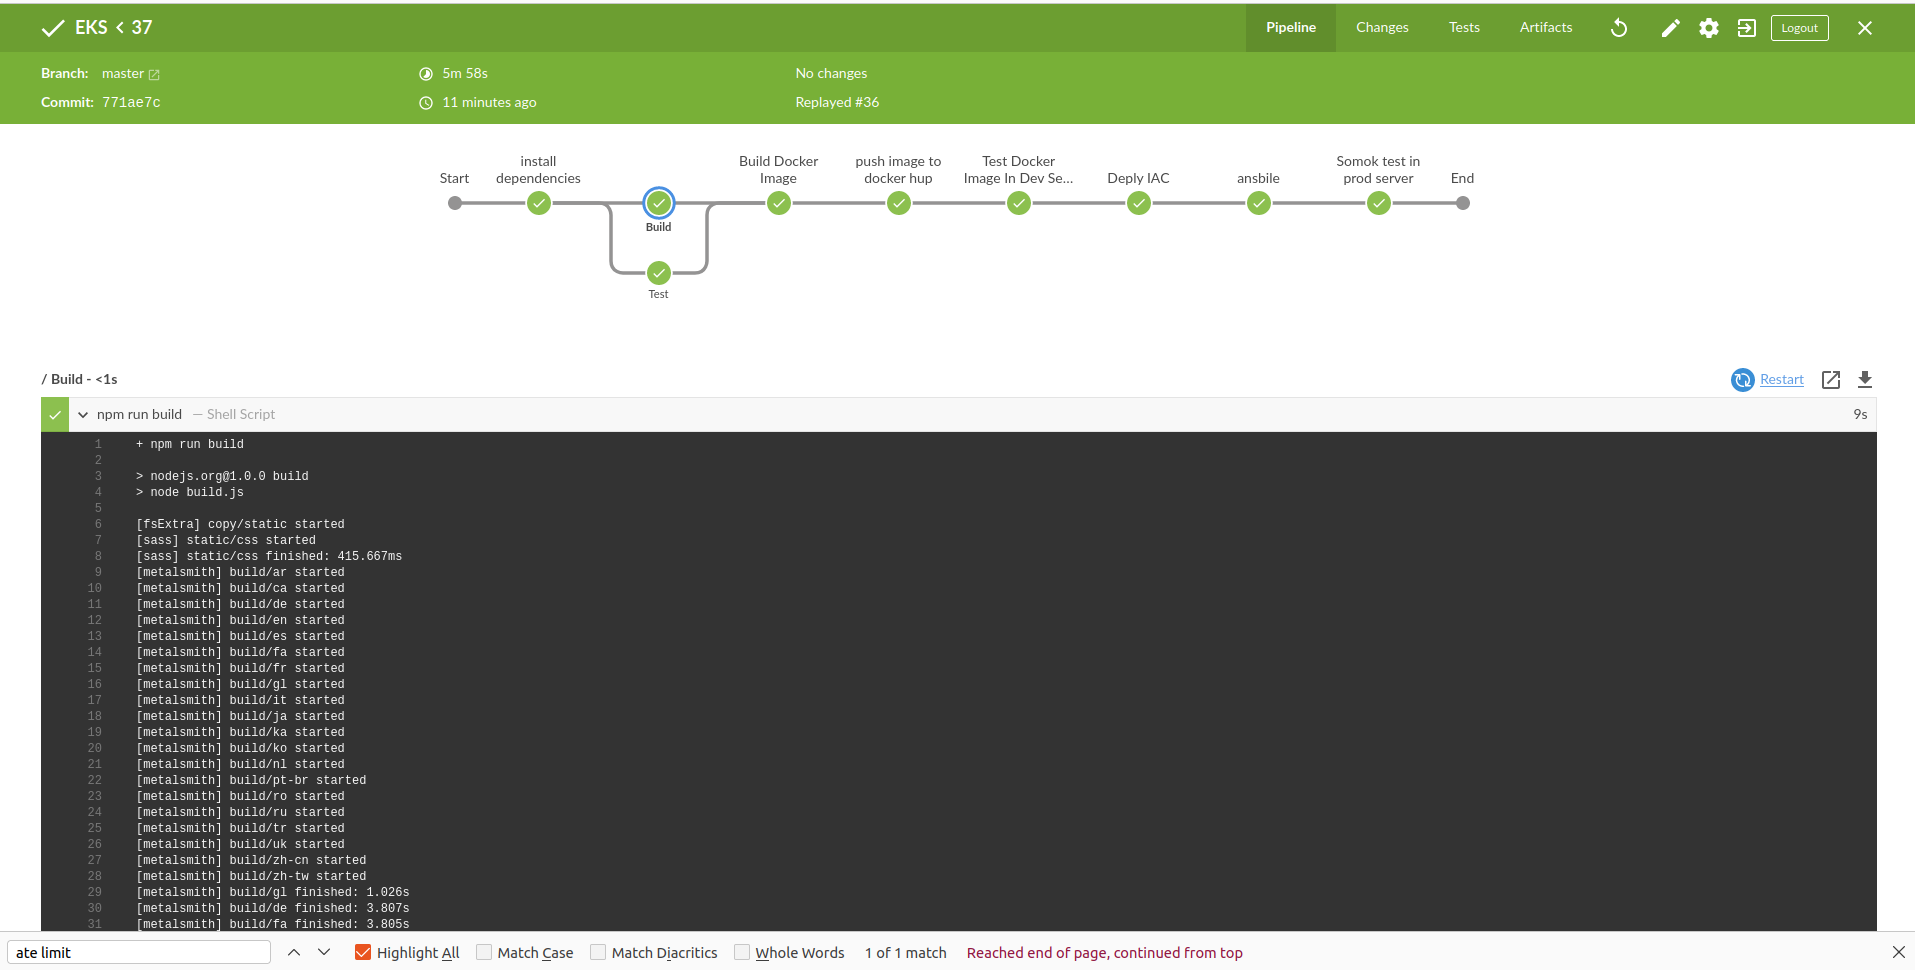 EKS < 37
Pipeline Changes Tests Artifacts Logout
Branch: master 5m 58s No changes
Commit: 771ae7c 11 minutes ago Replayed #36
Start
install
dependencies
Build
Test
Build Docker
Image
push image to
docker hup
Test Docker
Image In Dev Se...
Deply IAC
ansbile
Somok test in
prod server
End
/ Build - <1s Restart
npm run build — Shell Script 9s
1 + npm run build
2
3 > nodejs.org@1.0.0 build
4 > node build.js
5
6 [fsExtra] copy/static started
7 [sass] static/css started
8 [sass] static/css finished: 415.667ms
9 [metalsmith] build/ar started
10 [metalsmith] build/ca started
11 [metalsmith] build/de started
12 [metalsmith] build/en started
13 [metalsmith] build/es started
14 [metalsmith] build/fa started
15 [metalsmith] build/fr started
16 [metalsmith] build/gl started
17 [metalsmith] build/it started
18 [metalsmith] build/ja started
19 [metalsmith] build/ka started
20 [metalsmith] build/ko started
21 [metalsmith] build/nl started
22 [metalsmith] build/pt-br started
23 [metalsmith] build/ro started
24 [metalsmith] build/ru started
25 [metalsmith] build/tr started
26 [metalsmith] build/uk started
27 [metalsmith] build/zh-cn started
28 [metalsmith] build/zh-tw started
29 [metalsmith] build/gl finished: 1.026s
30 [metalsmith] build/de finished: 3.807s
31 [metalsmith] build/fa finished: 3.805s
ate limit Highlight All Match Case Match Diacritics Whole Words 1 of 1 match Reached end of page, continued from top